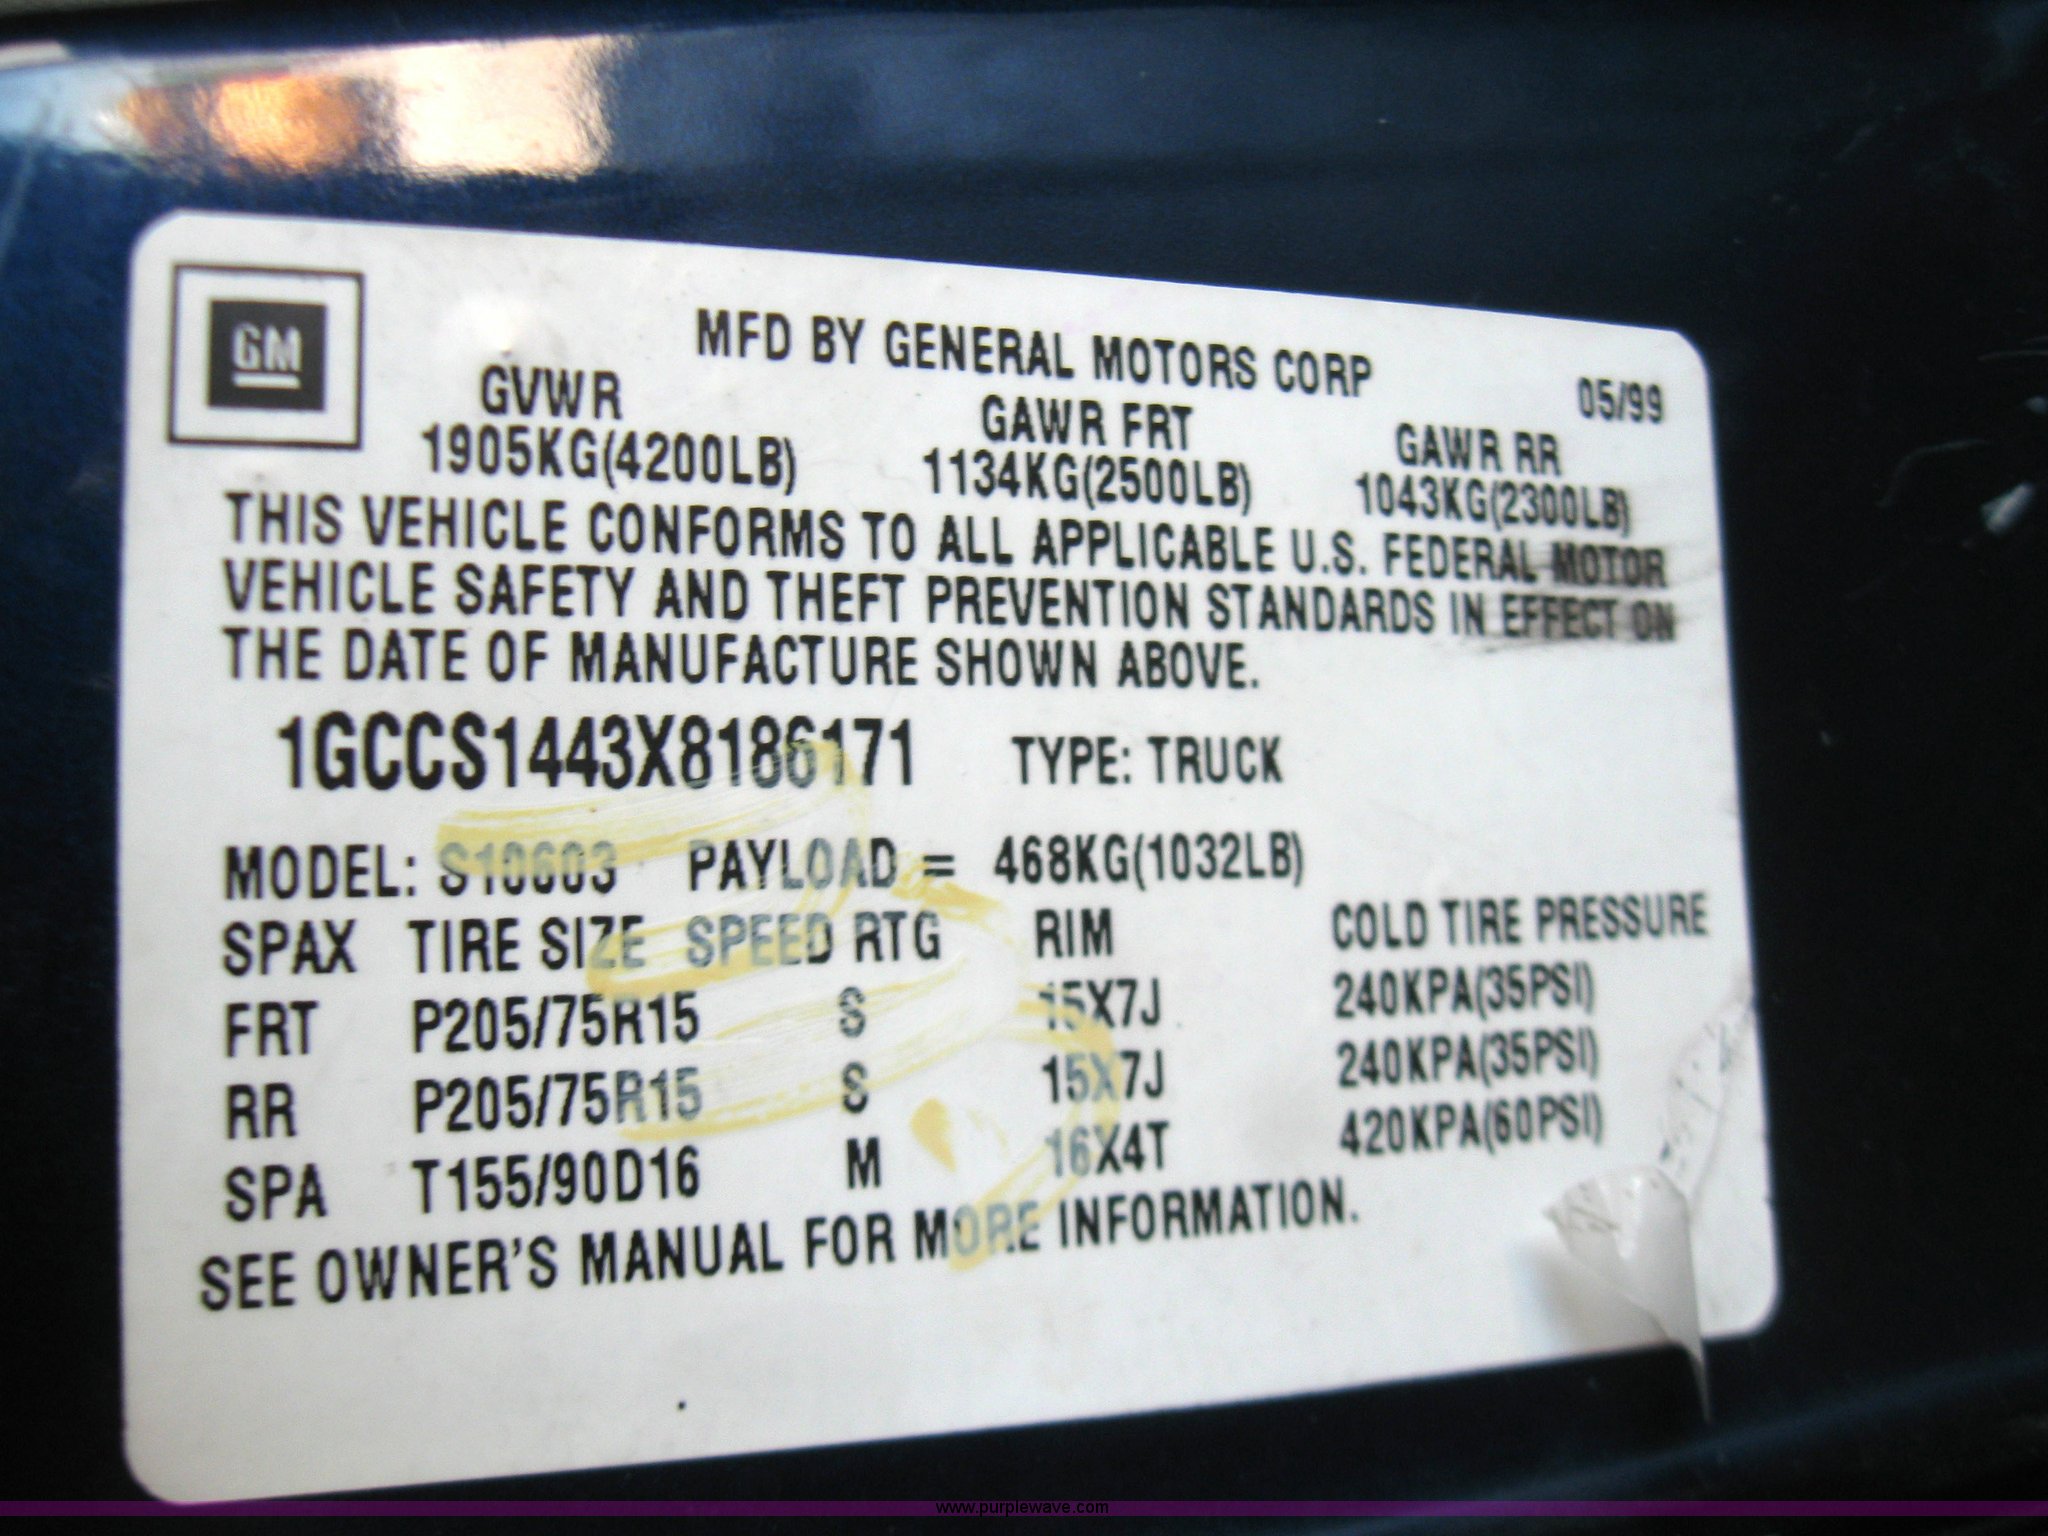 GM
MFD BY GENERAL MOTORS CORP 05/99
GVWR GAWR FRT GAWR RR
1905KG(4200LB) 1134KG(2500LB) 1043KG(2300LB)
THIS VEHICLE CONFORMS TO ALL APPLICABLE U.S. FEDERAL MOTOR
VEHICLE SAFETY AND THEFT PREVENTION STANDARDS IN EFFECT ON
THE DATE OF MANUFACTURE SHOWN ABOVE.
1GCCS1443X8186171 TYPE: TRUCK
MODEL: S10603 PAYLOAD = 468KG(1032LB)
SPAX TIRE SIZE SPEED RTG RIM COLD TIRE PRESSURE
FRT P205/75R15 S 15X7J 240KPA(35PSI)
RR P205/75R15 S 15X7J 240KPA(35PSI)
SPA T155/90D16 M 16X4T 420KPA(60PSI)
SEE OWNER'S MANUAL FOR MORE INFORMATION.
www.purplewave.com